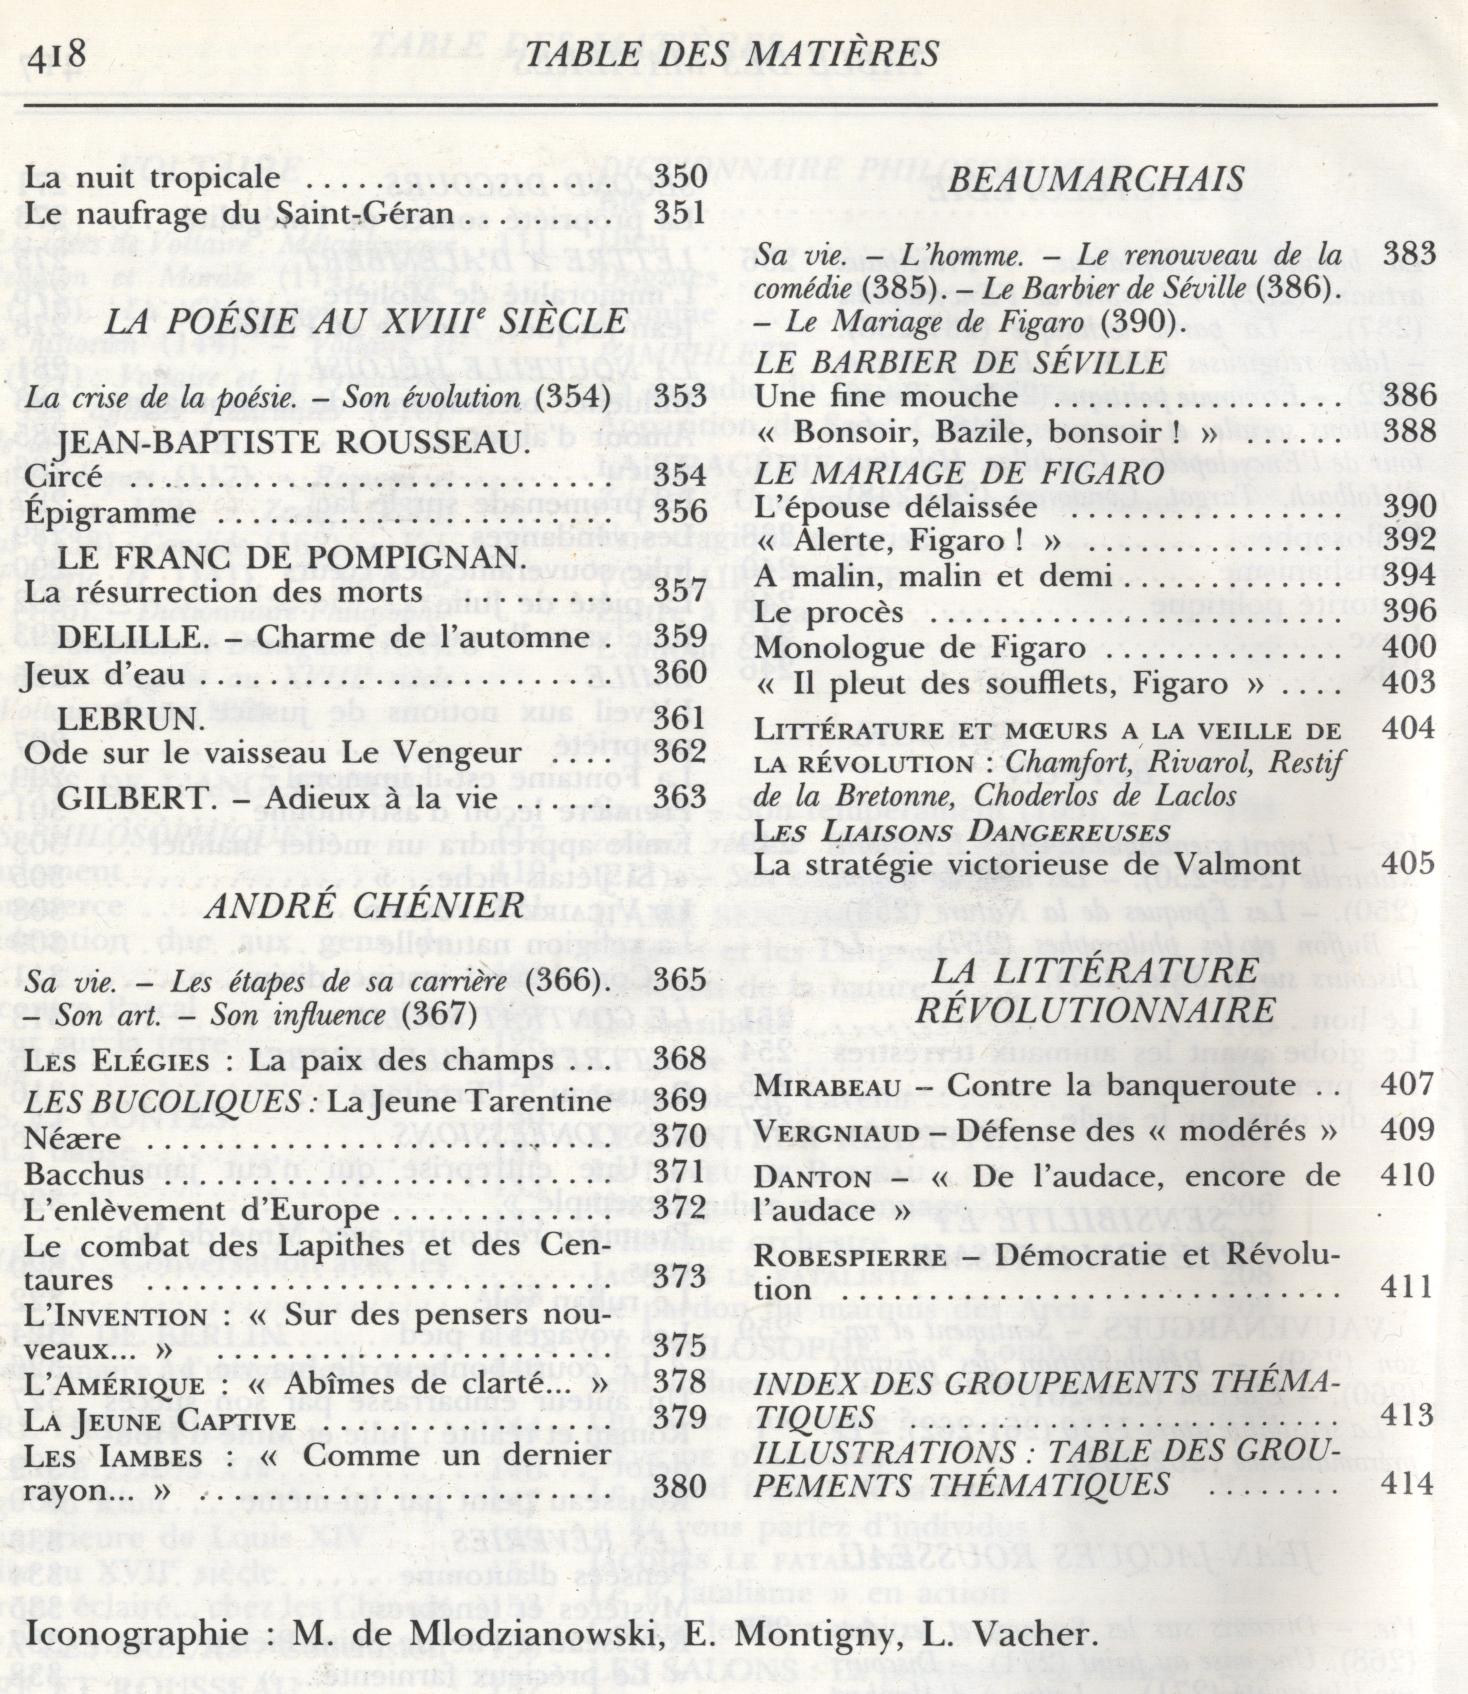 418
TABLE DES MATIÈRES
La nuit tropicale ................. 350
Le naufrage du Saint-Géran ......... 351
LA POÉSIE AU XVIIIe SIÈCLE
La crise de la poésie. – Son évolution (354) 353
JEAN-BAPTISTE ROUSSEAU.
Circé ............................ 354
Épigramme ...................... 356
LE FRANC DE POMPIGNAN.
La résurrection des morts ......... 357
DELILLE. – Charme de l'automne . 359
Jeux d'eau ....................... 360
LEBRUN. 361
Ode sur le vaisseau Le Vengeur .... 362
GILBERT. – Adieux à la vie ...... 363
ANDRÉ CHÉNIER
Sa vie. – Les étapes de sa carrière (366). 365
– Son art. – Son influence (367)
LES ELÉGIES : La paix des champs ... 368
LES BUCOLIQUES : La Jeune Tarentine 369
Néære .......................... 370
Bacchus ........................ 371
L'enlèvement d'Europe ............. 372
Le combat des Lapithes et des Cen-
taures .......................... 373
L'INVENTION : « Sur des pensers nou-
veaux... » ...................... 375
L'AMÉRIQUE : « Abîmes de clarté... » 378
LA JEUNE CAPTIVE ................ 379
LES IAMBES : « Comme un dernier
rayon... » ....................... 380
BEAUMARCHAIS
Sa vie. – L'homme. – Le renouveau de la 383
comédie (385). – Le Barbier de Séville (386).
– Le Mariage de Figaro (390).
LE BARBIER DE SÉVILLE
Une fine mouche ................ 386
« Bonsoir, Bazile, bonsoir ! » ....... 388
LE MARIAGE DE FIGARO
L'épouse délaissée ................ 390
« Alerte, Figaro ! » ............... 392
A malin, malin et demi ............ 394
Le procès ....................... 396
Monologue de Figaro ............. 400
« Il pleut des soufflets, Figaro » .... 403
LITTÉRATURE ET MŒURS A LA VEILLE DE 404
LA RÉVOLUTION : Chamfort, Rivarol, Restif
de la Bretonne, Choderlos de Laclos
LES LIAISONS DANGEREUSES
La stratégie victorieuse de Valmont 405
LA LITTÉRATURE
RÉVOLUTIONNAIRE
MIRABEAU – Contre la banqueroute .. 407
VERGNIAUD – Défense des « modérés » 409
DANTON – « De l'audace, encore de 410
l'audace »
ROBESPIERRE – Démocratie et Révolu-
tion ............................ 411
INDEX DES GROUPEMENTS THÉMA-
TIQUES .......................... 413
ILLUSTRATIONS : TABLE DES GROU-
PEMENTS THÉMATIQUES ........ 414
Iconographie : M. de Mlodzianowski, E. Montigny, L. Vacher.